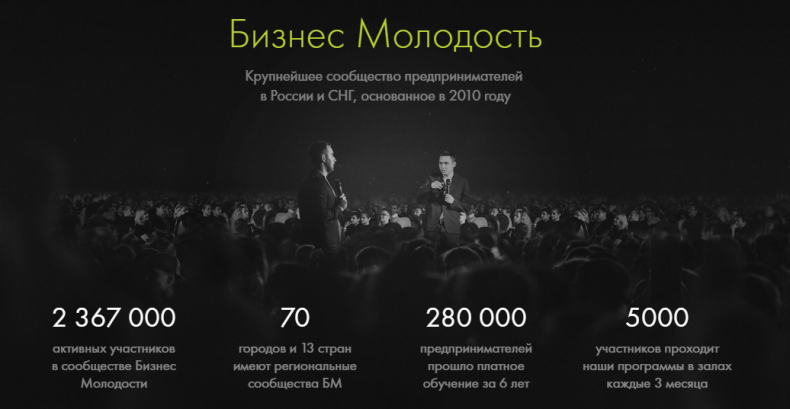 Бизнес Молодость
Крупнейшее сообщество предпринимателей
в России и СНГ, основанное в 2010 году
2 367 000
активных участников
в сообществе Бизнес
Молодости
70
городов и 13 стран
имеют региональные
сообщества БМ
280 000
предпринимателей
прошло платное
обучение за 6 лет
5000
участников проходит
наши программы в залах
каждые 3 месяца